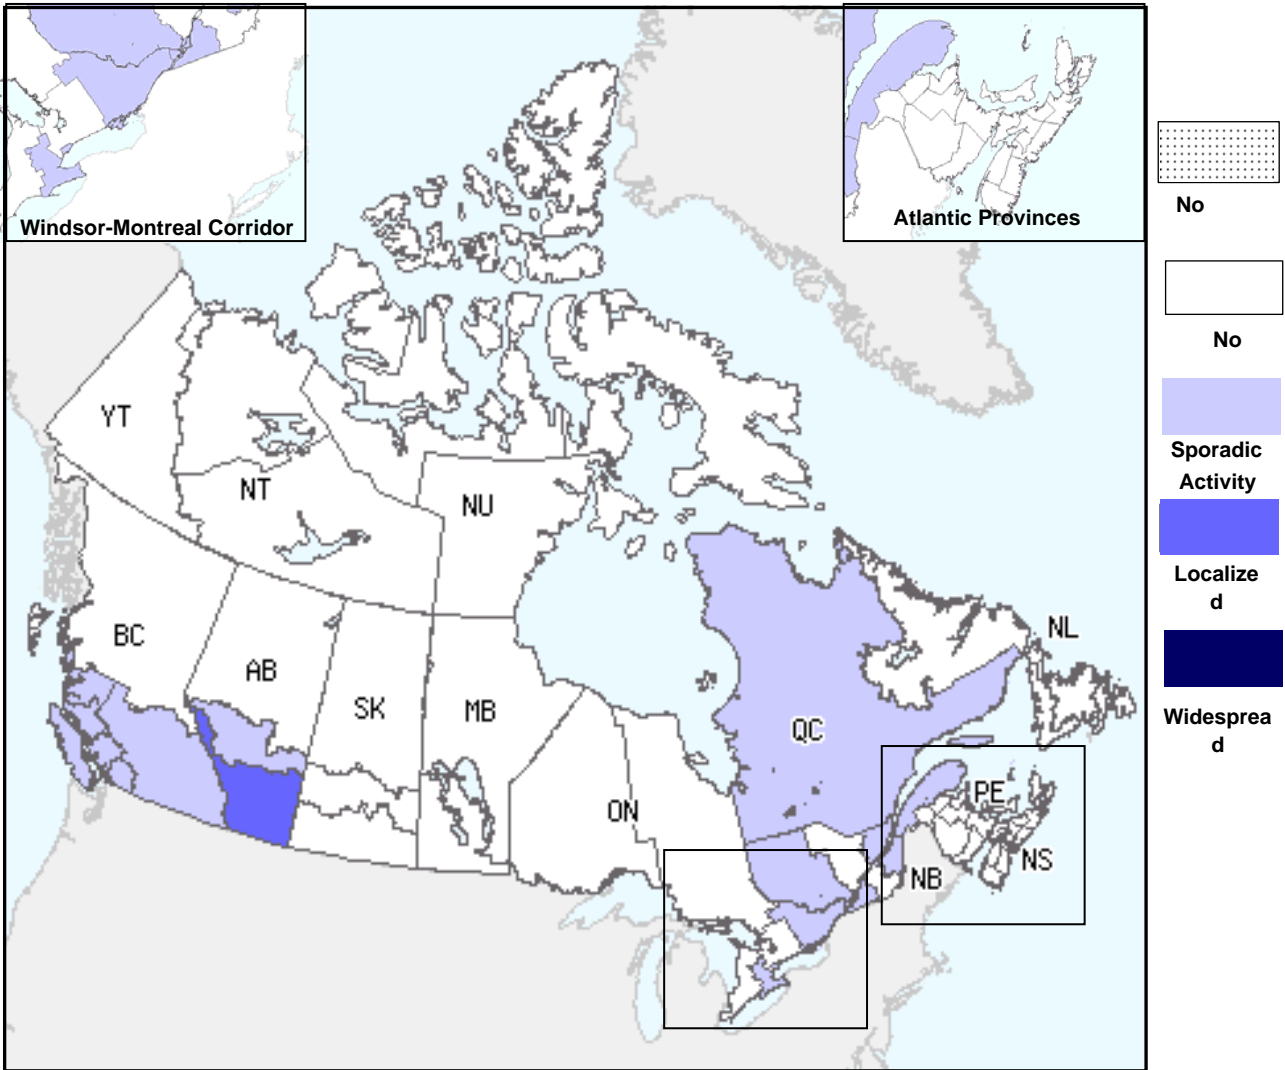 Windsor-Montreal Corridor
Atlantic Provinces
No
No
Sporadic
Activity
Localize
d
Widesprea
d
YT
NT
NU
BC
AB
SK
MB
ON
QC
NL
PE
NS
NB